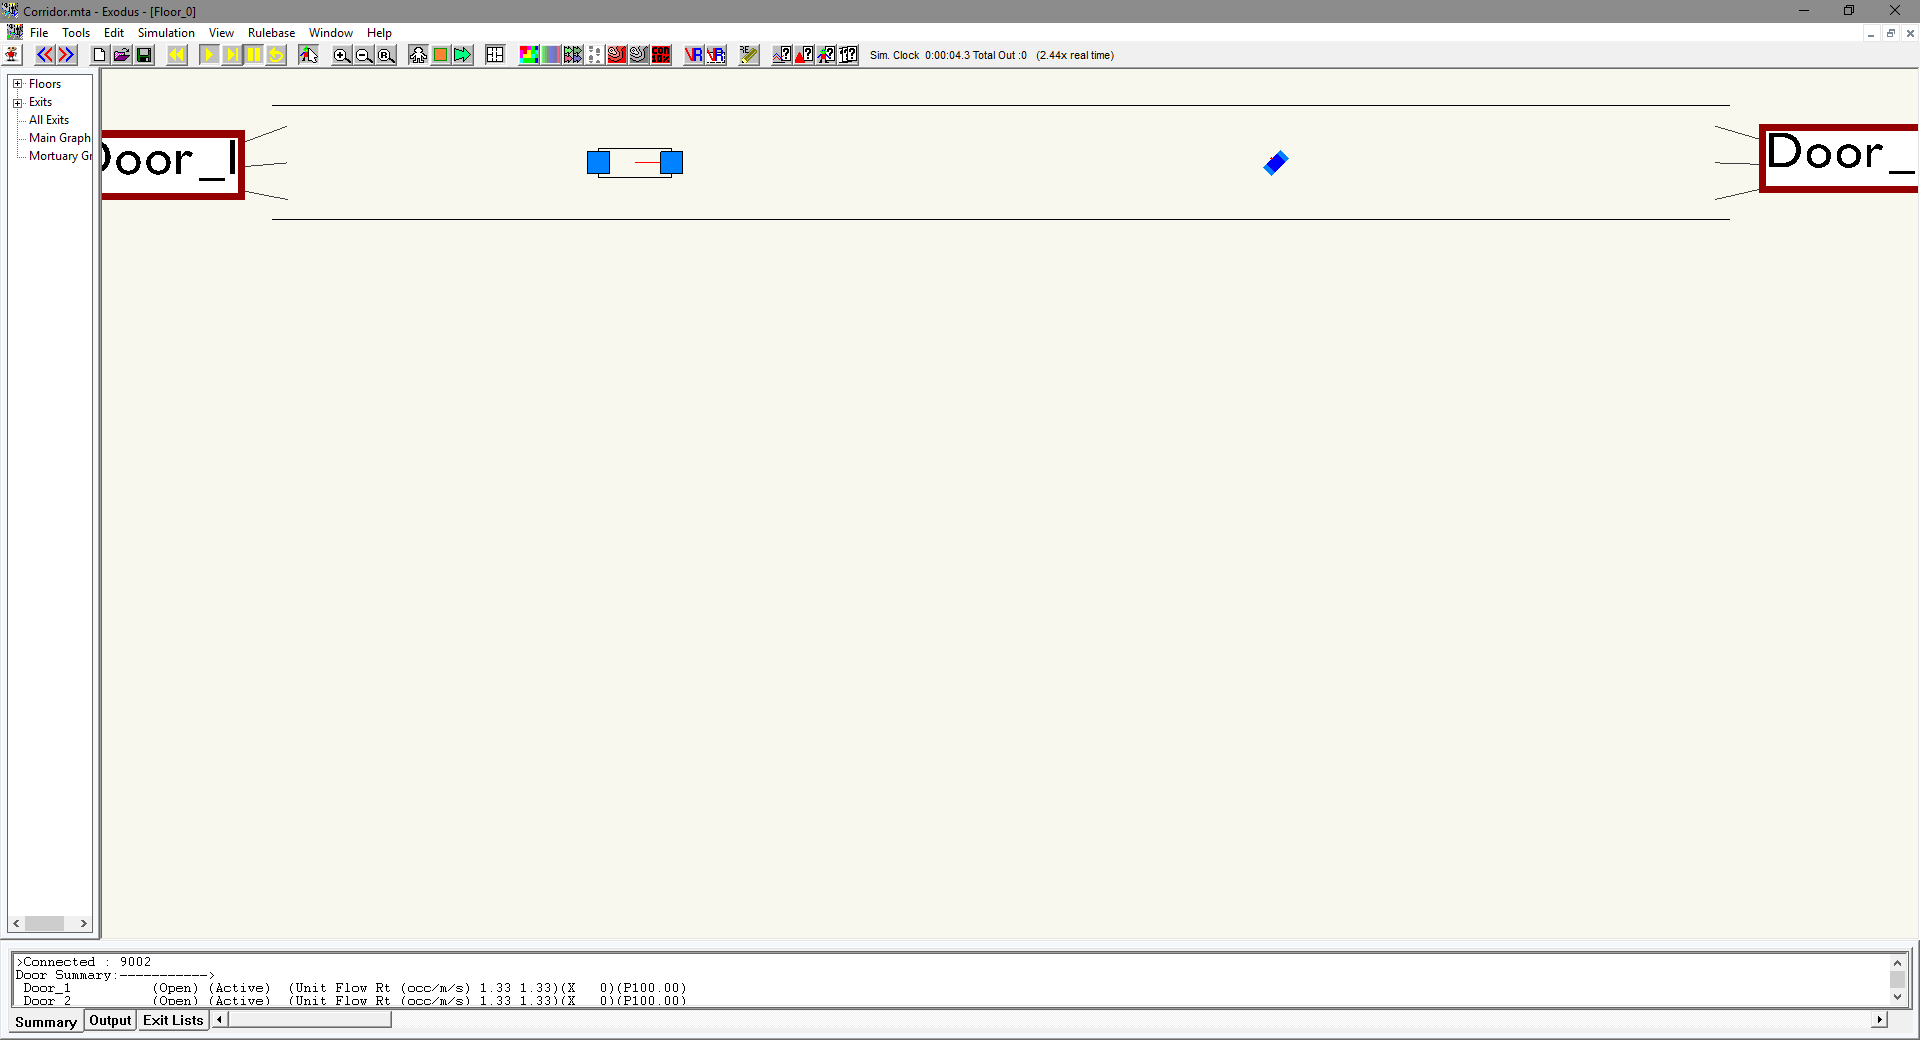 Corridor.mta - Exodus - [Floor_0]
File Tools Edit Simulation View Rulebase Window Help
Sim. Clock 0:00:04.3 Total Out :0 (2.44x real time)
Floors
Exits
All Exits
Main Graph
Mortuary Gr
Door_1
Door_
>Connected : 9002
Door Summary:----------->
Door_1 (Open) (Active) (Unit Flow Rt (occ/m/s) 1.33 1.33)(X 0)(P100.00)
Door_2 (Open) (Active) (Unit Flow Rt (occ/m/s) 1.33 1.33)(X 0)(P100.00)
Summary Output Exit Lists